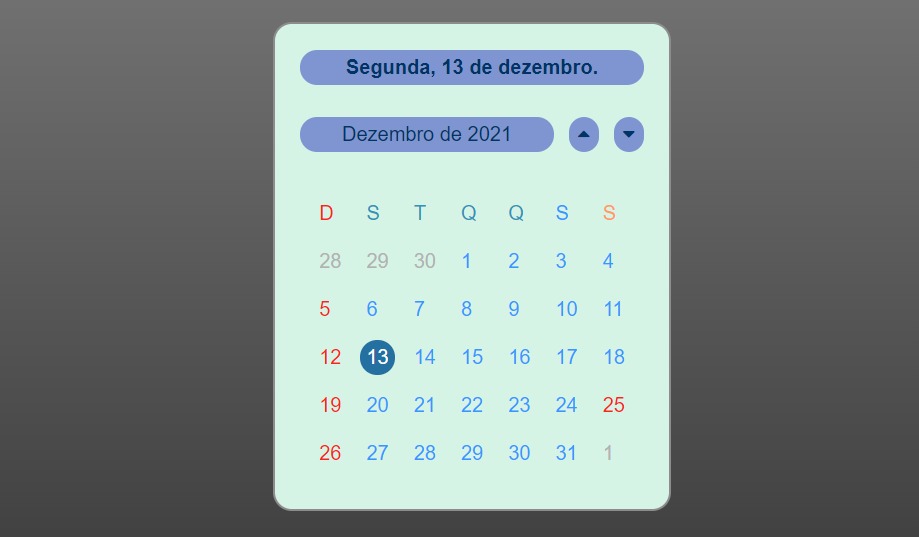 Segunda, 13 de dezembro.
Dezembro de 2021
D S T Q Q S S
28 29 30 1 2 3 4
5 6 7 8 9 10 11
12 13 14 15 16 17 18
19 20 21 22 23 24 25
26 27 28 29 30 31 1